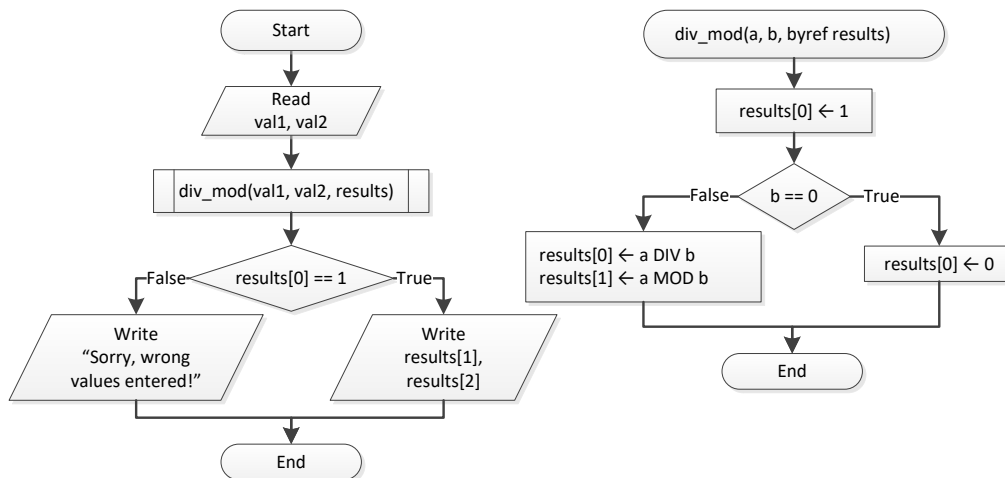 Start
Read
val1, val2
div_mod(val1, val2, results)
results[0] == 1
False
True
Write
“Sorry, wrong
values entered!”
Write
results[1],
results[2]
End
div_mod(a, b, byref results)
results[0] ← 1
b == 0
False
True
results[0] ← a DIV b
results[1] ← a MOD b
results[0] ← 0
End